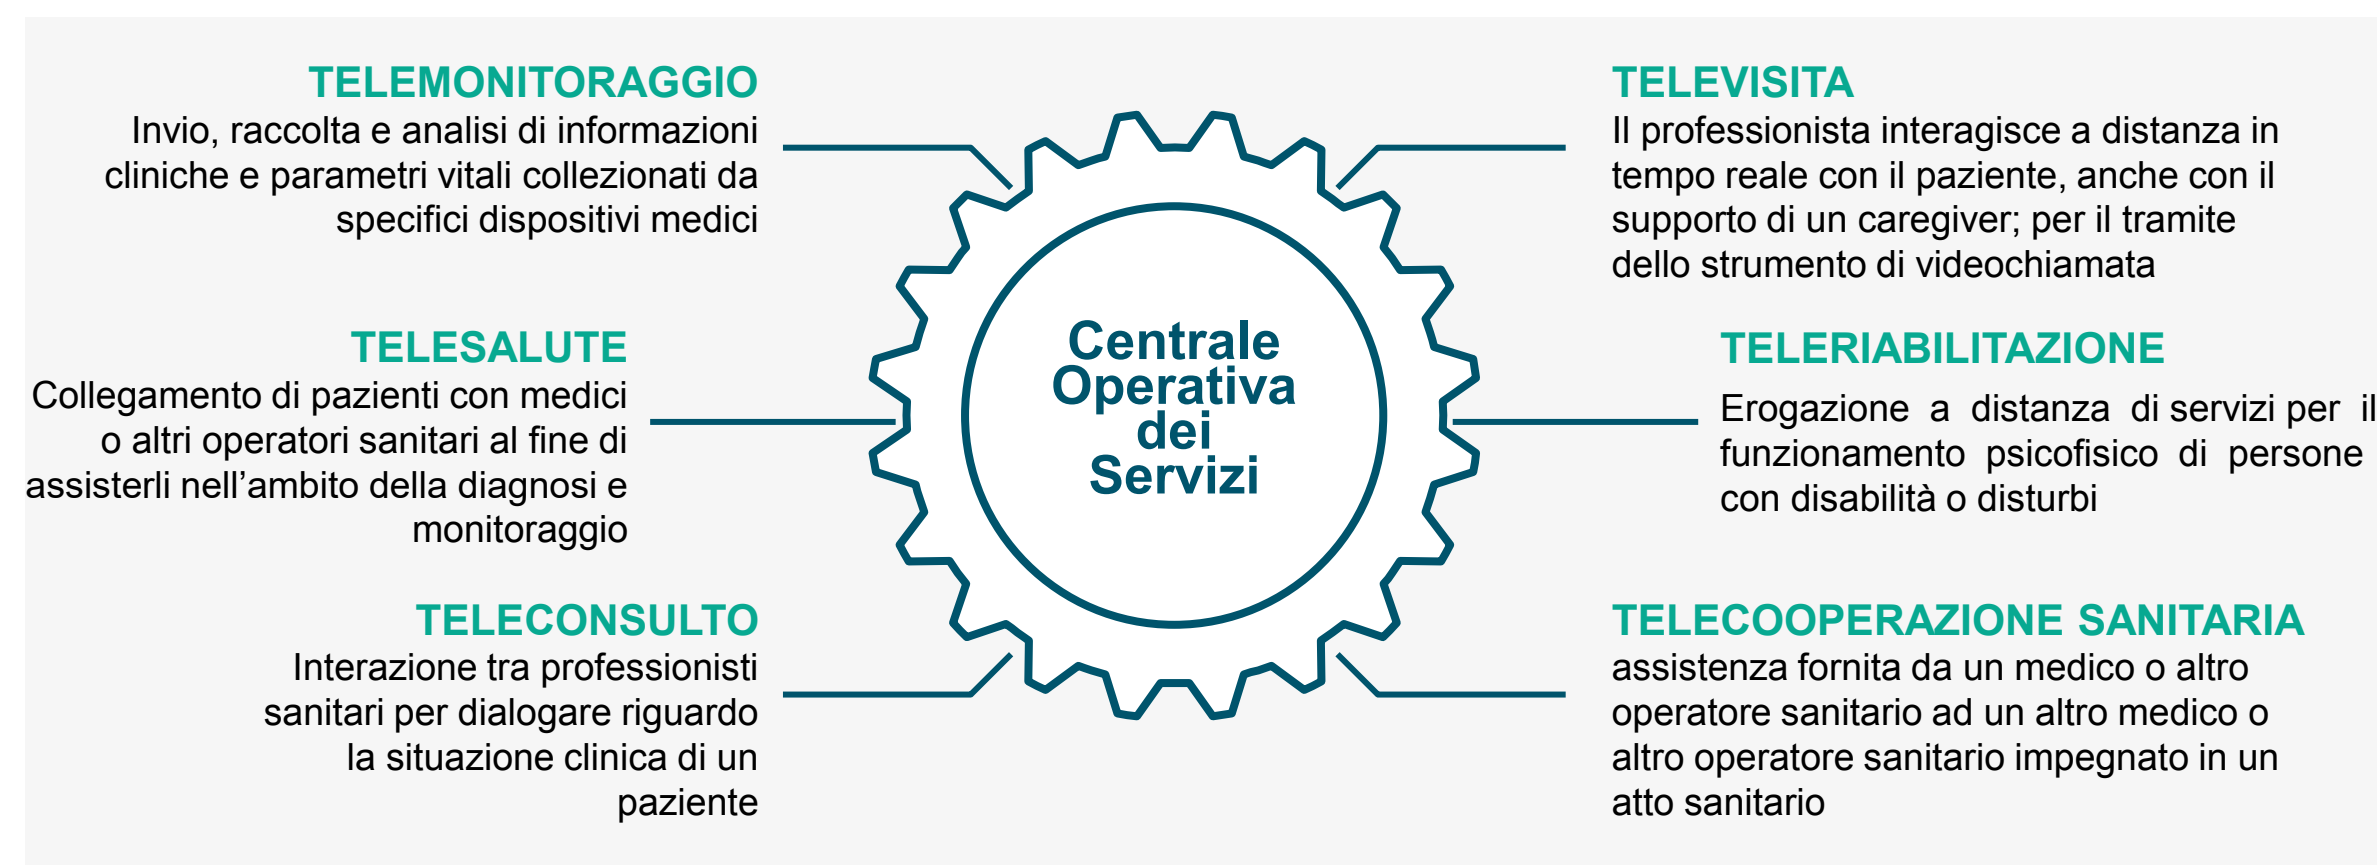 TELEMONITORAGGIO
Invio, raccolta e analisi di informazioni
cliniche e parametri vitali collezionati da
specifici dispositivi medici
TELESALUTE
Collegamento di pazienti con medici
o altri operatori sanitari al fine di
assisterli nell’ambito della diagnosi e
monitoraggio
TELECONSULTO
Interazione tra professionisti
sanitari per dialogare riguardo
la situazione clinica di un
paziente
Centrale
Operativa
dei
Servizi
TELEVISITA
Il professionista interagisce a distanza in
tempo reale con il paziente, anche con il
supporto di un caregiver; per il tramite
dello strumento di videochiamata
TELERIABILITAZIONE
Erogazione a distanza di servizi per il
funzionamento psicofisico di persone
con disabilità o disturbi
TELECOOPERAZIONE SANITARIA
assistenza fornita da un medico o altro
operatore sanitario ad un altro medico o
altro operatore sanitario impegnato in un
atto sanitario